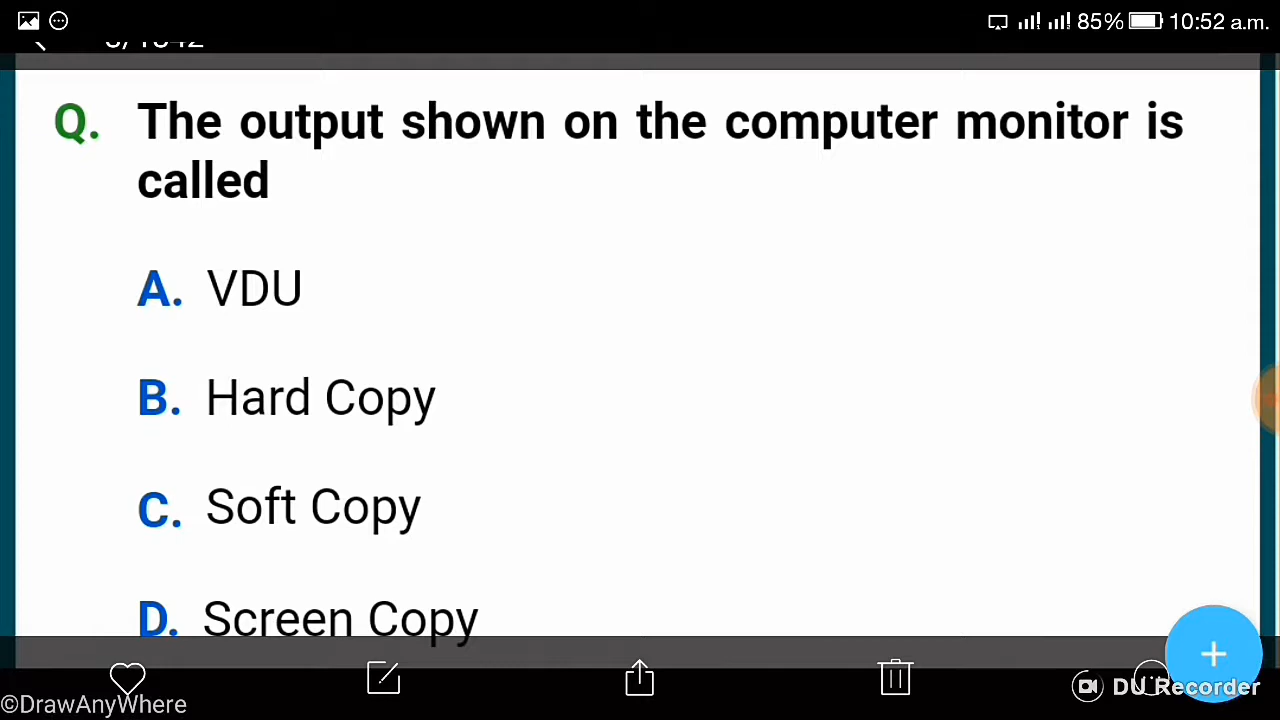 85% 10:52 a.m.
Q. The output shown on the computer monitor is
called
A. VDU
B. Hard Copy
C. Soft Copy
D. Screen Copy
DU Recorder
©DrawAnyWhere